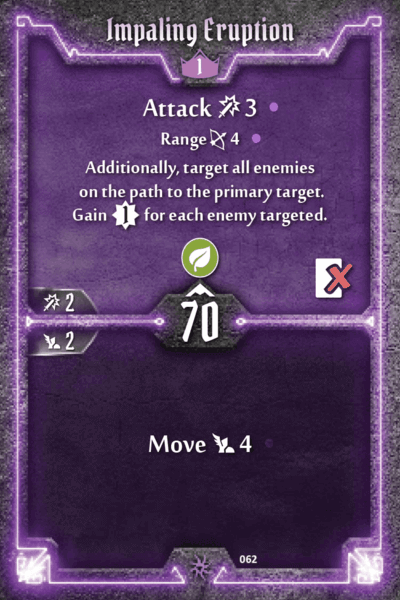 Impaling Eruption
1
Attack 3
Range 4
Additionally, target all enemies
on the path to the primary target.
Gain 1 for each enemy targeted.
2
70
2
Move 4
062